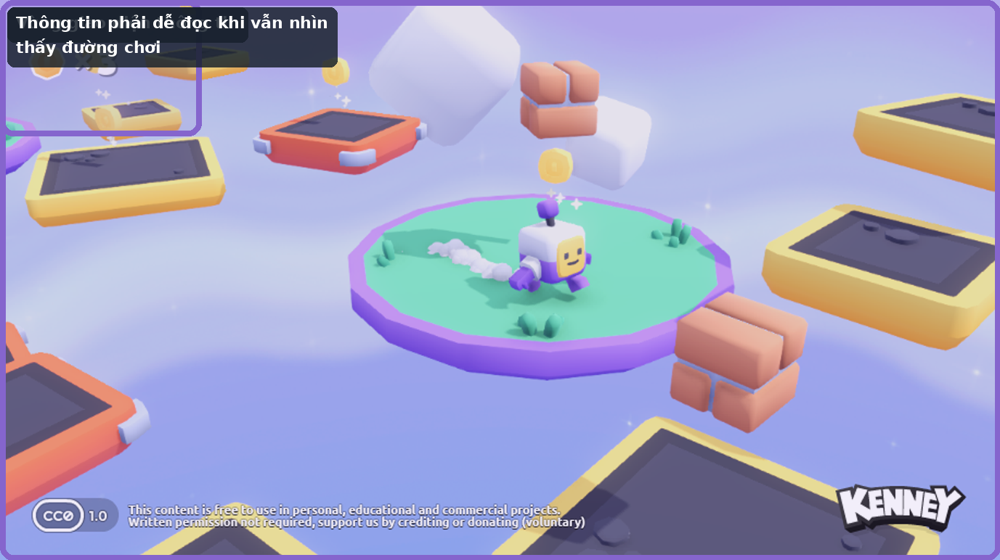 Thông tin phải dễ đọc khi vẫn nhìn
thấy đường chơi
CC0 1.0
This content is free to use in personal, educational and commercial projects.
Written permission not required, support us by crediting or donating (voluntary)
KENNEY